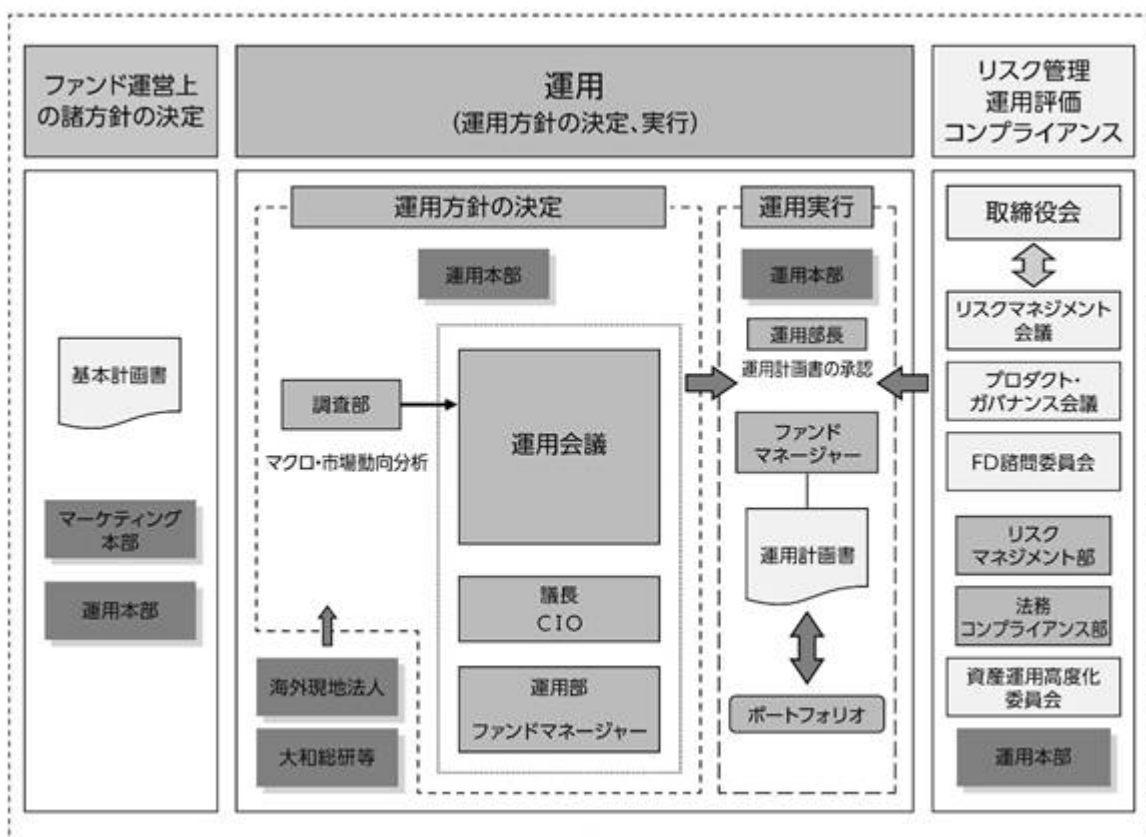 ファンド運営上
の諸方針の決定
運用
(運用方針の決定、実行)
リスク管理
運用評価
コンプライアンス
基本計画書
マーケティング
本部
運用本部
運用方針の決定
運用本部
調査部
マクロ・市場動向分析
運用会議
議長
CIO
運用部
ファンドマネージャー
海外現地法人
大和総研等
運用実行
運用本部
運用部長
運用計画書の承認
ファンド
マネージャー
運用計画書
ポートフォリオ
取締役会
リスクマネジメント
会議
プロダクト・
ガバナンス会議
FD諮問委員会
リスク
マネジメント部
法務
コンプライアンス部
資産運用高度化
委員会
運用本部